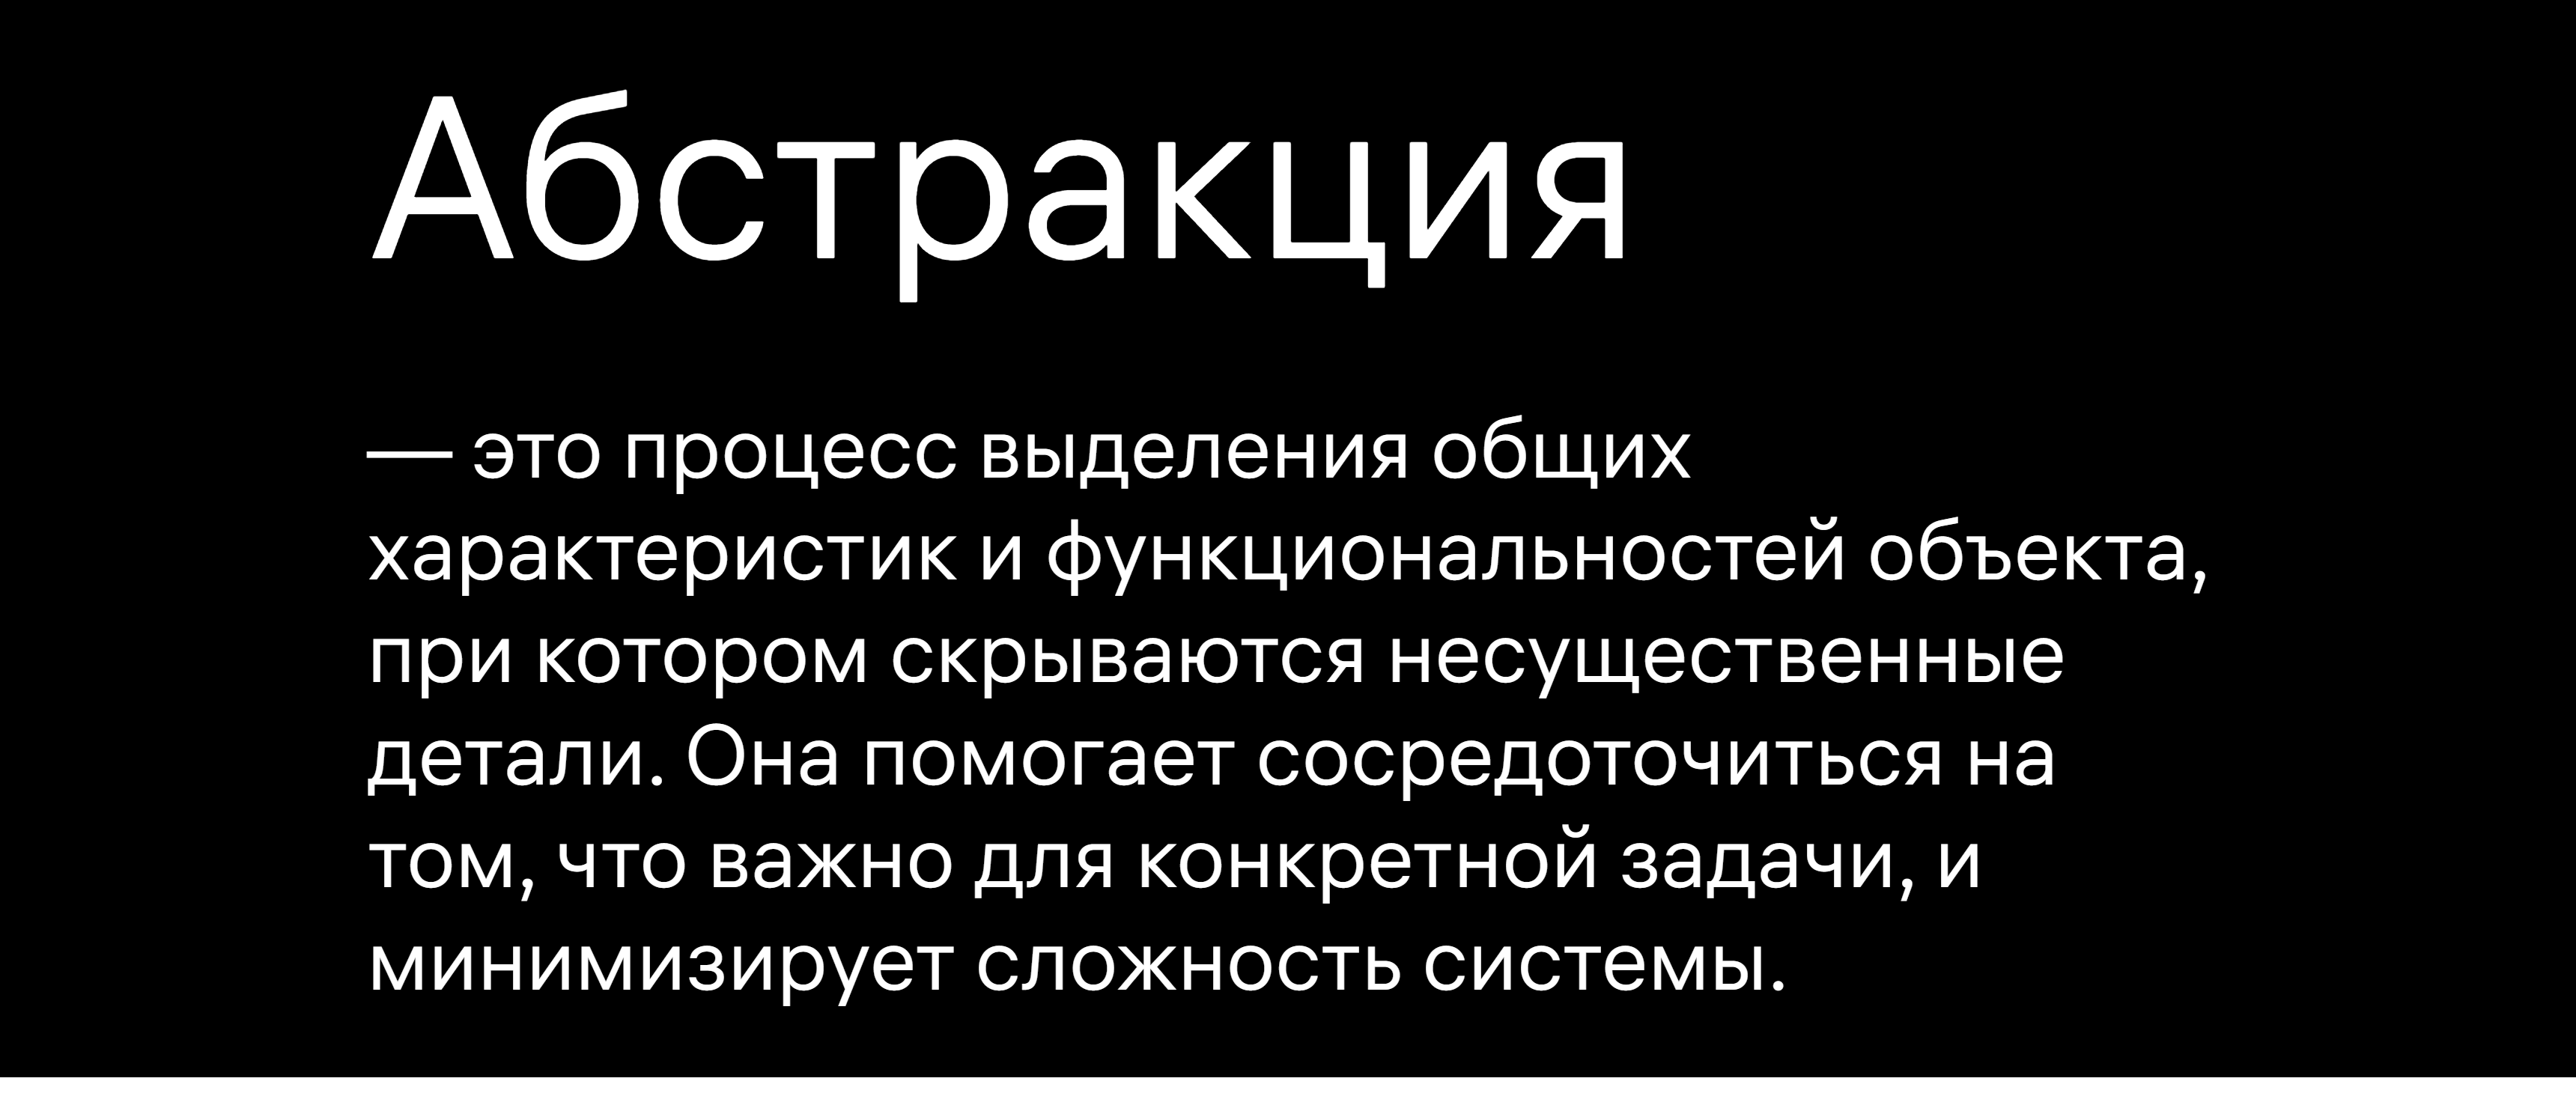 Абстракция
— это процесс выделения общих
характеристик и функциональностей объекта,
при котором скрываются несущественные
детали. Она помогает сосредоточиться на
том, что важно для конкретной задачи, и
минимизирует сложность системы.